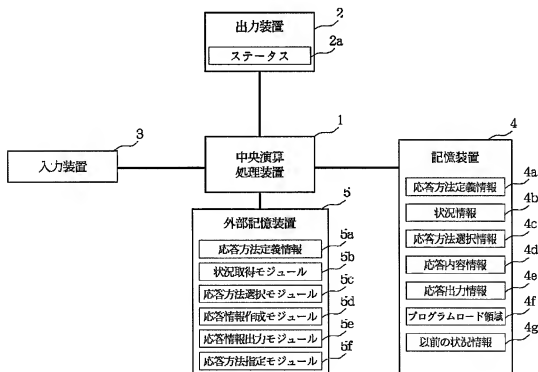 2
出力装置
2a
ステータス
1
3
4
入力装置
中央演算
処理装置
記憶装置
4a
応答方法定義情報
4b
状況情報
4c
応答方法選択情報
4d
応答内容情報
4e
応答出力情報
4f
プログラムロード領域
4g
以前の状況情報
5
外部記憶装置
5a
応答方法定義情報
5b
状況取得モジュール
5c
応答方法選択モジュール
5d
応答情報作成モジュール
5e
応答情報出力モジュール
5f
応答方法指定モジュール